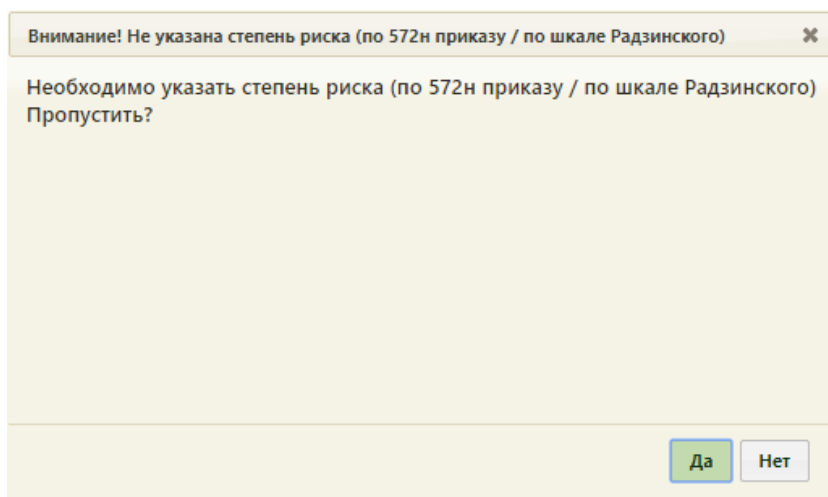 Внимание! Не указана степень риска (по 572н приказу / по шкале Радзинского)
Необходимо указать степень риска (по 572н приказу / по шкале Радзинского)
Пропустить?
Да Нет